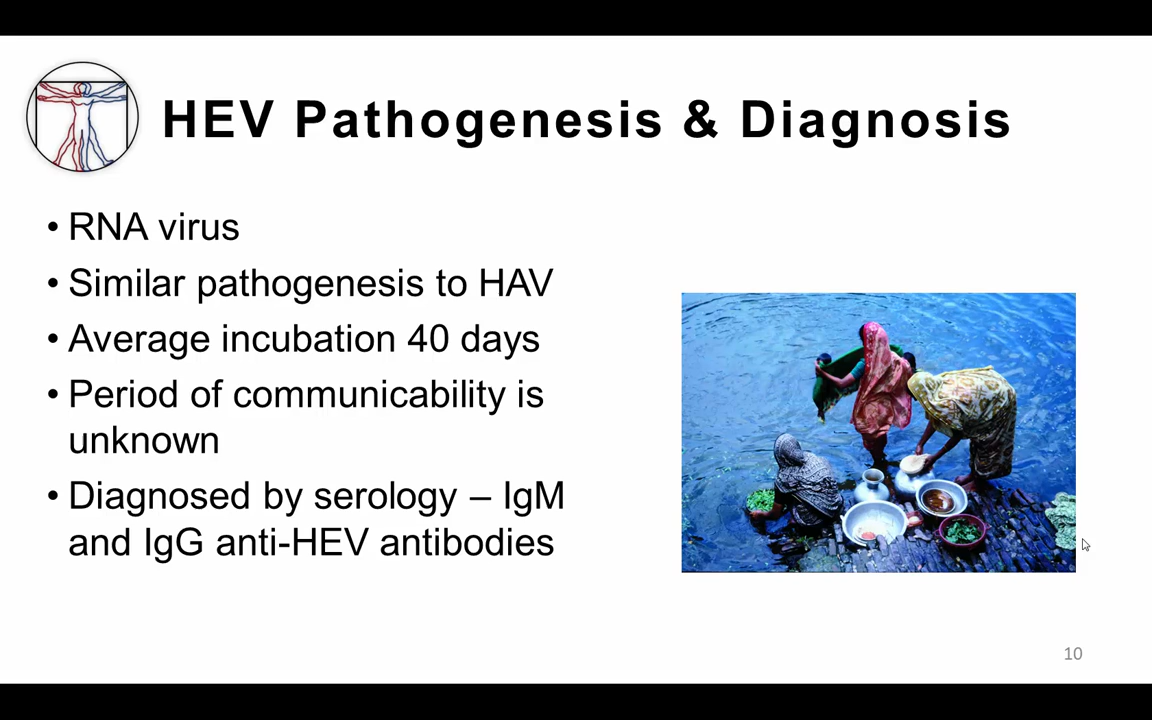 HEV Pathogenesis & Diagnosis
• RNA virus
• Similar pathogenesis to HAV
• Average incubation 40 days
• Period of communicability is
unknown
• Diagnosed by serology – IgM
and IgG anti-HEV antibodies
10